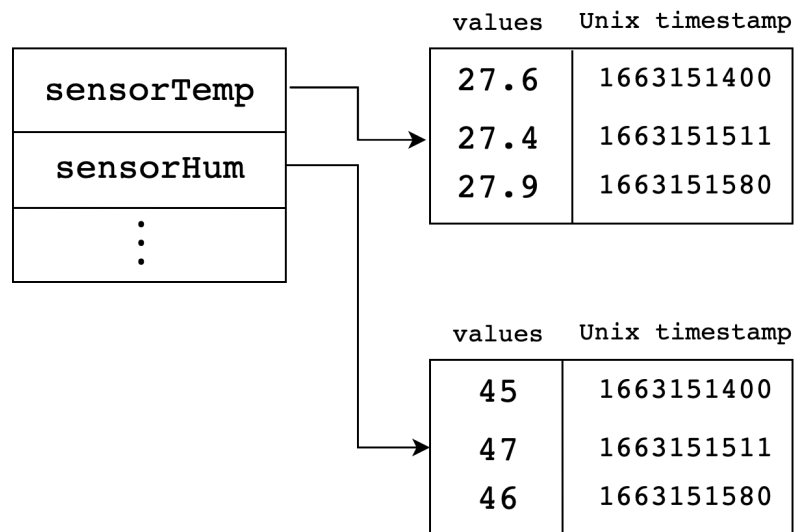 sensorTemp
sensorHum
values Unix timestamp
27.6 1663151400
27.4 1663151511
27.9 1663151580
values Unix timestamp
45 1663151400
47 1663151511
46 1663151580